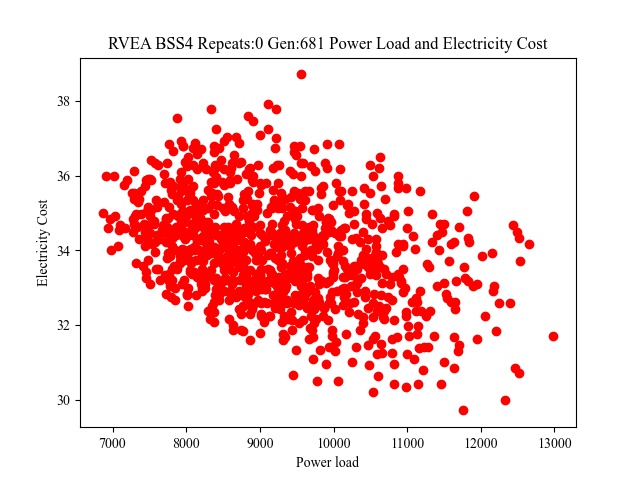 RVEA BSS4 Repeats:0 Gen:681 Power Load and Electricity Cost
38
36
34
32
30
Electricity Cost
7000 8000 9000 10000 11000 12000 13000
Power load